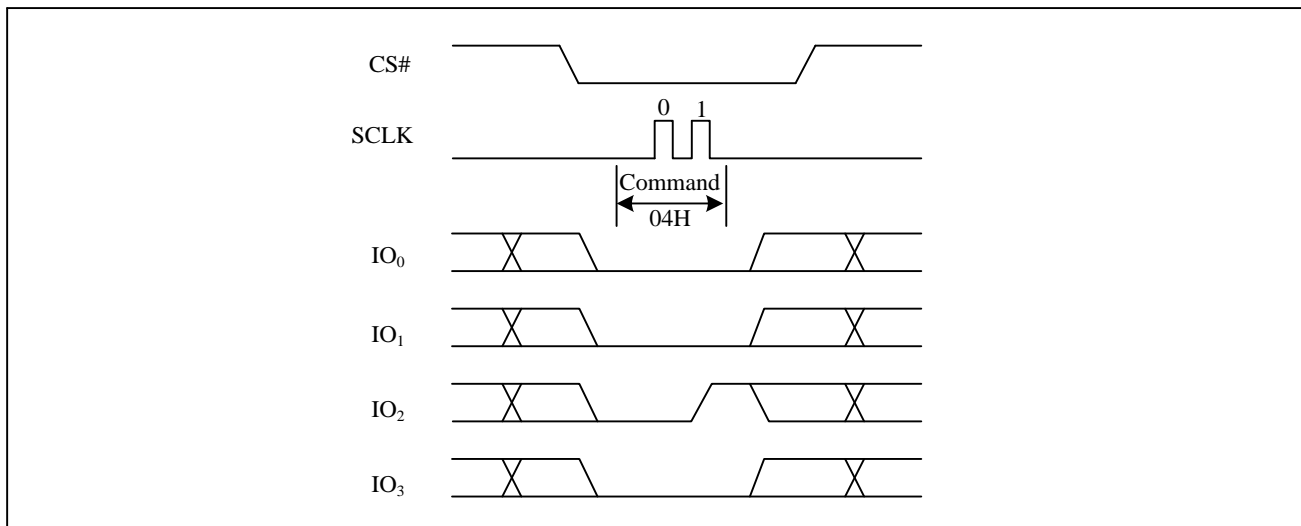 CS#
0 1
SCLK
Command
04H
IO₀
IO₁
IO₂
IO₃